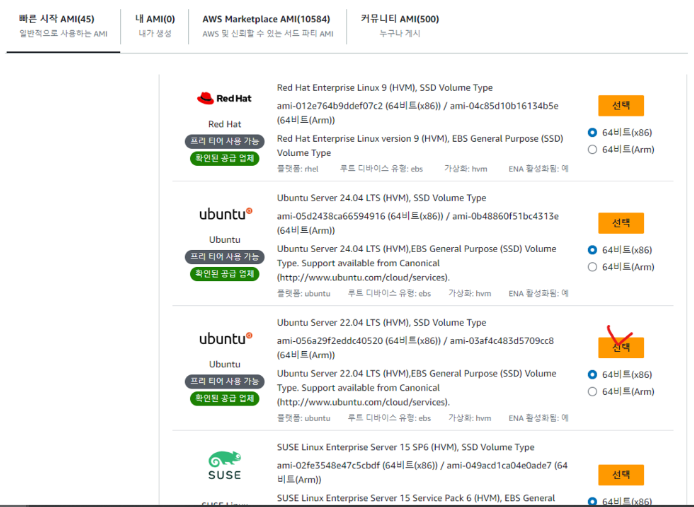 빠른 시작 AMI(45)
일반적으로 사용하는 AMI
내 AMI(0)
내가 생성
AWS Marketplace AMI(10584)
AWS 및 신뢰할 수 있는 서드 파티 AMI
커뮤니티 AMI(500)
누구나 게시
Red Hat
Red Hat
프리 티어 사용 가능
확인된 공급 업체
Red Hat Enterprise Linux 9 (HVM), SSD Volume Type
ami-012e764b9ddef07c2 (64비트(x86)) / ami-04c85d10b16134b5e
(64비트(Arm))
Red Hat Enterprise Linux version 9 (HVM), EBS General Purpose (SSD)
Volume Type
플랫폼: rhel 루트 디바이스 유형: ebs 가상화: hvm ENA 활성화됨: 예
선택
64비트(x86)
64비트(Arm)
ubuntu
Ubuntu
프리 티어 사용 가능
확인된 공급 업체
Ubuntu Server 24.04 LTS (HVM), SSD Volume Type
ami-05d2438ca66594916 (64비트(x86)) / ami-0b48860f51bc4313e
(64비트(Arm))
Ubuntu Server 24.04 LTS (HVM),EBS General Purpose (SSD) Volume
Type. Support available from Canonical
(http://www.ubuntu.com/cloud/services).
플랫폼: ubuntu 루트 디바이스 유형: ebs 가상화: hvm ENA 활성화됨: 예
선택
64비트(x86)
64비트(Arm)
ubuntu
Ubuntu
프리 티어 사용 가능
확인된 공급 업체
Ubuntu Server 22.04 LTS (HVM), SSD Volume Type
ami-056a29f2eddc40520 (64비트(x86)) / ami-03af4c483d5709cc8
(64비트(Arm))
Ubuntu Server 22.04 LTS (HVM),EBS General Purpose (SSD) Volume
Type. Support available from Canonical
(http://www.ubuntu.com/cloud/services).
플랫폼: ubuntu 루트 디바이스 유형: ebs 가상화: hvm ENA 활성화됨: 예
선택
64비트(x86)
64비트(Arm)
SUSE
SUSE Linux
SUSE Linux Enterprise Server 15 SP6 (HVM), SSD Volume Type
ami-02fe3548e47c5cbdf (64비트(x86)) / ami-049acd1ca04e0ade7 (64
비트(Arm))
SUSE Linux Enterprise Server 15 Service Pack 6 (HVM), EBS General
선택
64비트(x86)